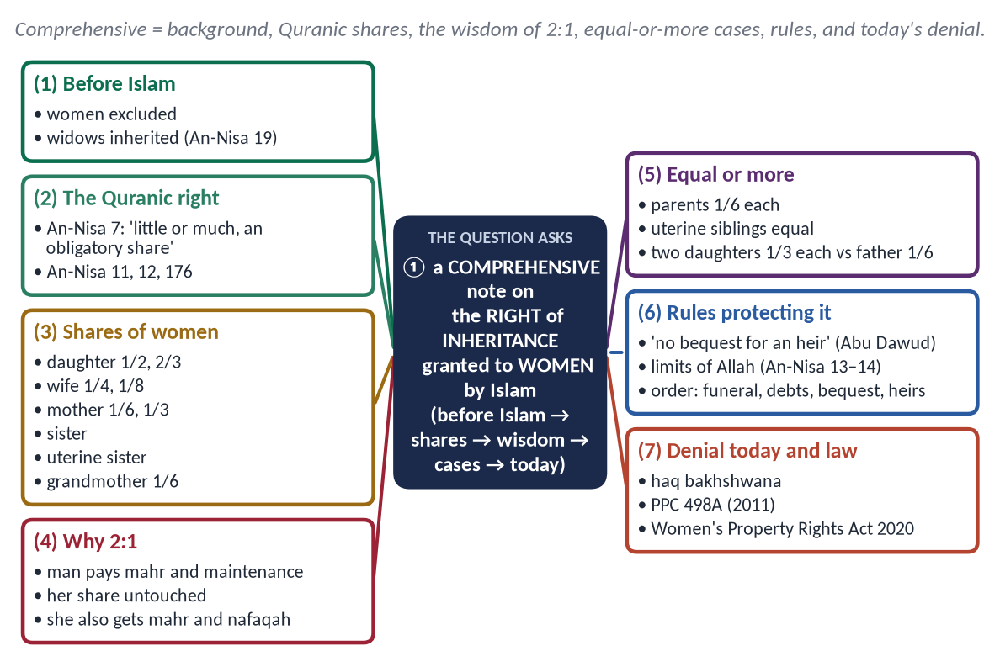 Comprehensive = background, Quranic shares, the wisdom of 2:1, equal-or-more cases, rules, and today's denial.
(1) Before Islam
• women excluded
• widows inherited (An-Nisa 19)
(2) The Quranic right
• An-Nisa 7: 'little or much, an
obligatory share'
• An-Nisa 11, 12, 176
(3) Shares of women
• daughter 1/2, 2/3
• wife 1/4, 1/8
• mother 1/6, 1/3
• sister
• uterine sister
• grandmother 1/6
(4) Why 2:1
• man pays mahr and maintenance
• her share untouched
• she also gets mahr and nafaqah
THE QUESTION ASKS
① a COMPREHENSIVE
note on
the RIGHT of
INHERITANCE
granted to WOMEN
by Islam
(before Islam →
shares → wisdom →
cases → today)
(5) Equal or more
• parents 1/6 each
• uterine siblings equal
• two daughters 1/3 each vs father 1/6
(6) Rules protecting it
• 'no bequest for an heir' (Abu Dawud)
• limits of Allah (An-Nisa 13–14)
• order: funeral, debts, bequest, heirs
(7) Denial today and law
• haq bakhshwana
• PPC 498A (2011)
• Women's Property Rights Act 2020